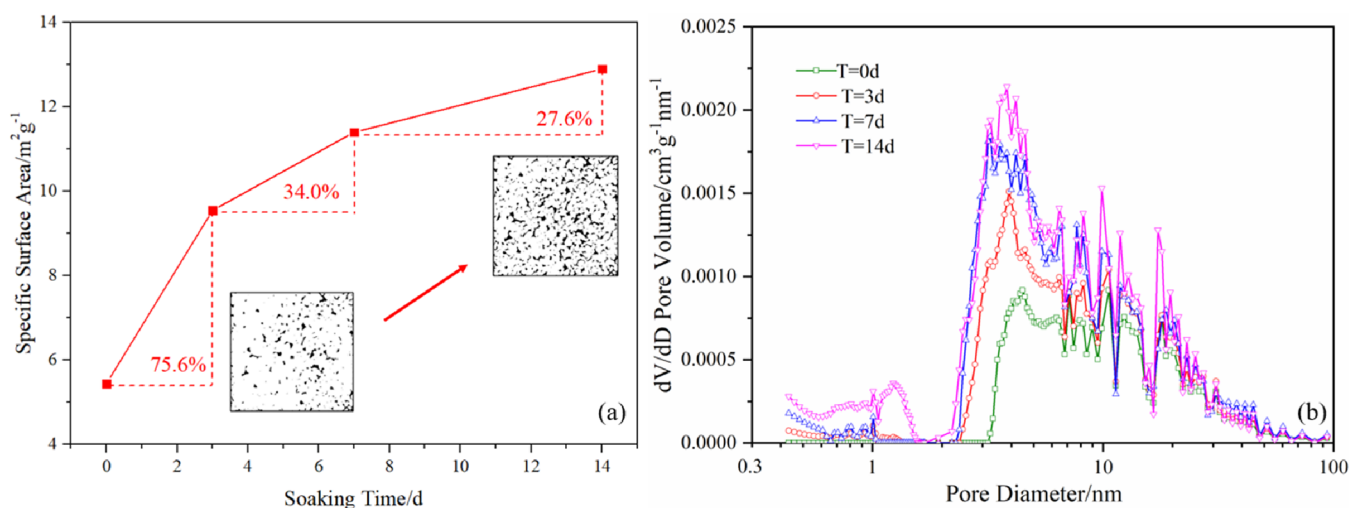 14
12
10
8
6
4
Specific Surface Area/m² g⁻¹
75.6%
34.0%
27.6%
(a)
0
2
4
6
8
10
12
14
Soaking Time/d
0.0025
0.0020
0.0015
0.0010
0.0005
0.0000
dV/dD Pore Volume/cm³g⁻¹nm⁻¹
T=0d
T=3d
T=7d
T=14d
(b)
0.3
1
10
100
Pore Diameter/nm